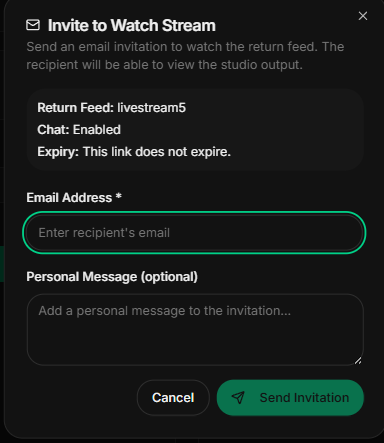 Invite to Watch Stream
Send an email invitation to watch the return feed. The
recipient will be able to view the studio output.
Return Feed: livestream5
Chat: Enabled
Expiry: This link does not expire.
Email Address *
Enter recipient's email
Personal Message (optional)
Add a personal message to the invitation...
Cancel
Send Invitation